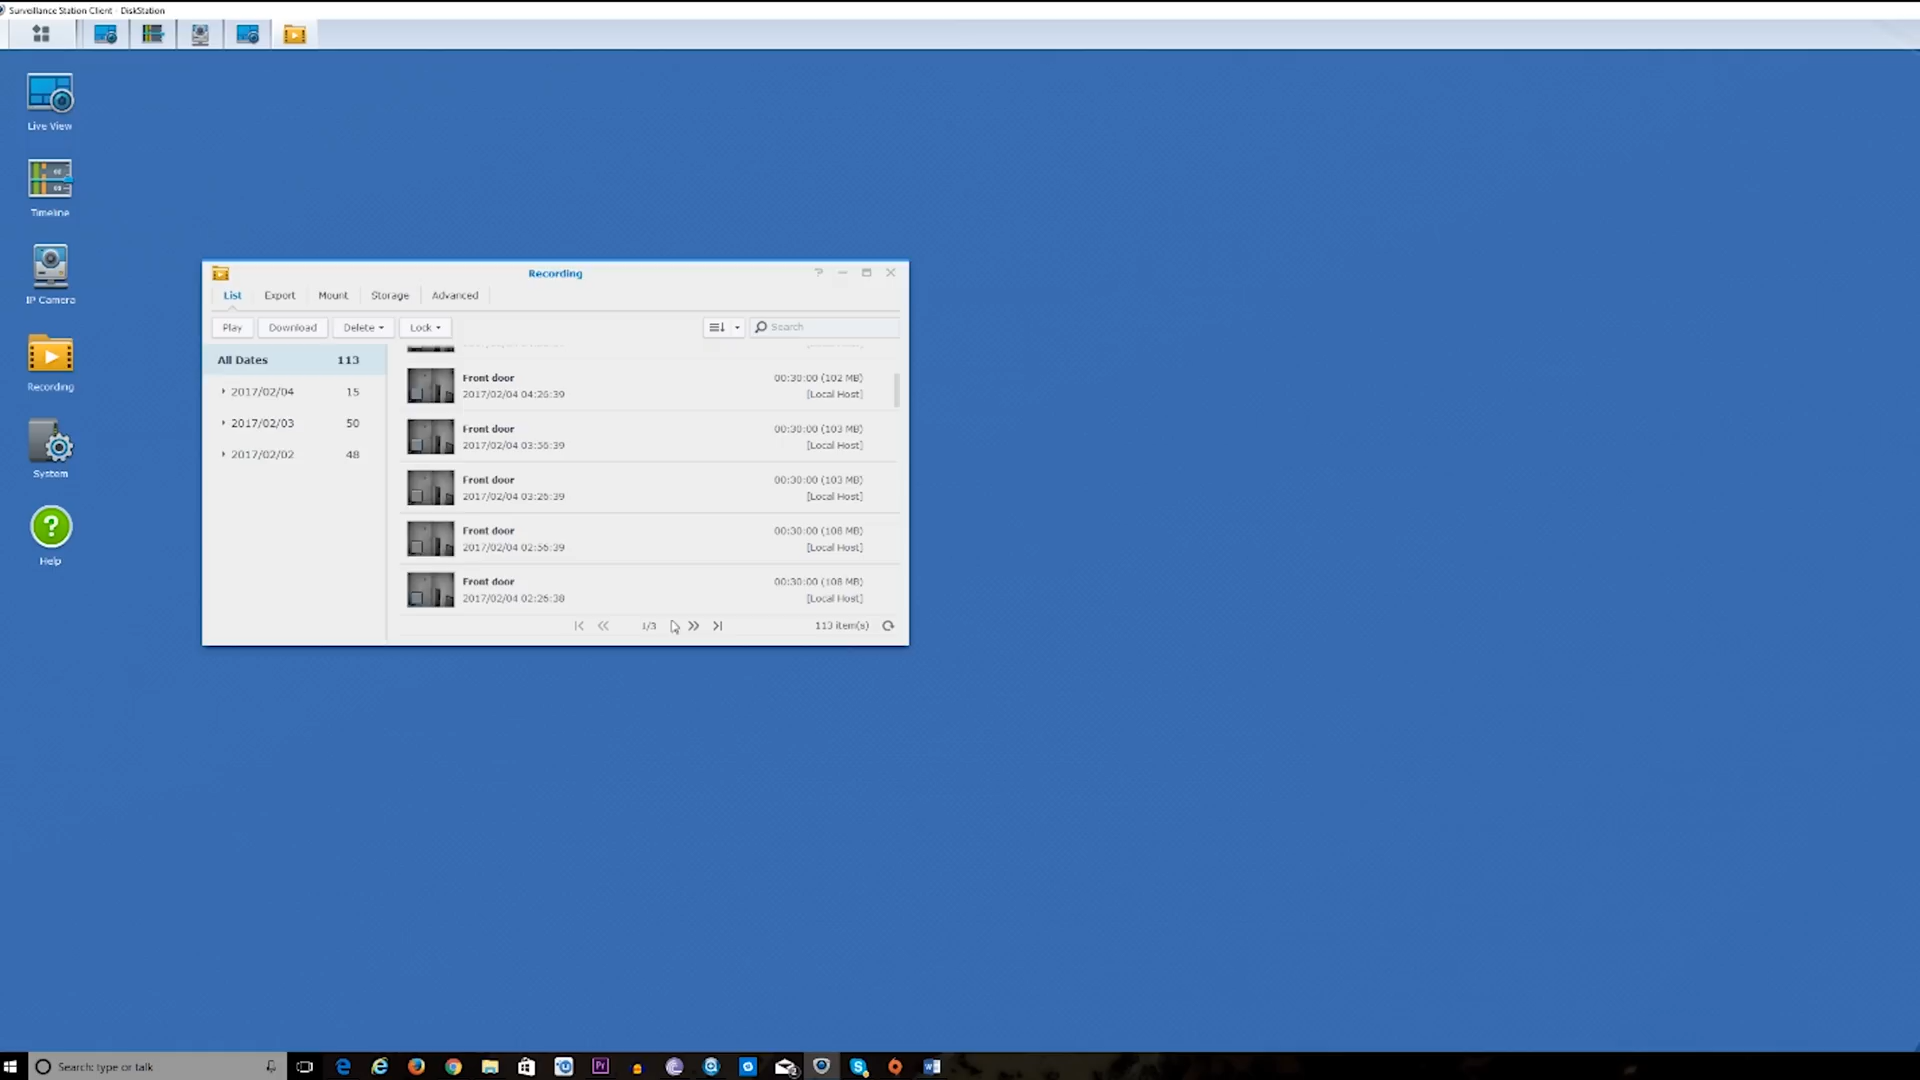 Surveillance Station Client - DiskStation
Live View
Timeline
IP Camera
Recording
System
Help
Recording
List Export Mount Storage Advanced
Play Download Delete Lock Search
All Dates 113
2017/02/04 15
2017/02/03 50
2017/02/02 48
Front door 00:30:00 (102 MB)
2017/02/04 04:26:39 [Local Host]
Front door 00:30:00 (103 MB)
2017/02/04 03:56:39 [Local Host]
Front door 00:30:00 (103 MB)
2017/02/04 03:26:39 [Local Host]
Front door 00:30:00 (108 MB)
2017/02/04 02:56:39 [Local Host]
Front door 00:30:00 (108 MB)
2017/02/04 02:26:38 [Local Host]
1/3 113 item(s)
Search: type or talk